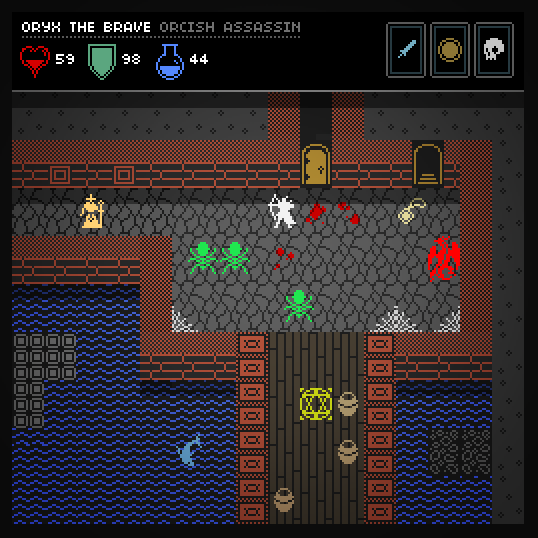 ORYX THE BRAVE ORCISH ASSASSIN
59 98 44